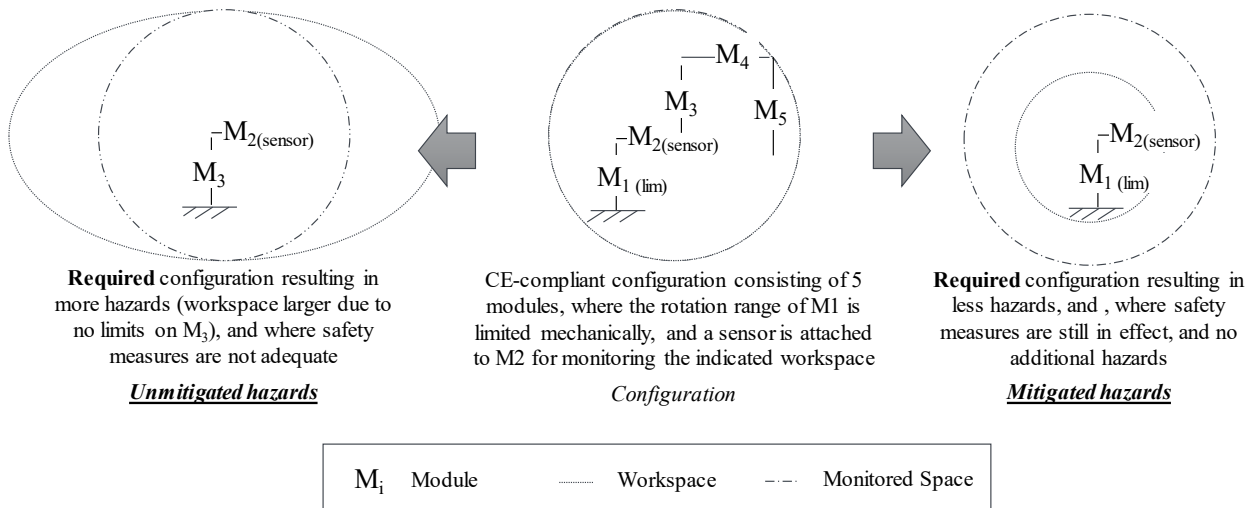 M4
M3
M5
M2(sensor)
M1 (lim)
M2(sensor)
M3
M2(sensor)
M1 (lim)
Required configuration resulting in
more hazards (workspace larger due to
no limits on M3), and where safety
measures are not adequate
Unmitigated hazards
CE-compliant configuration consisting of 5
modules, where the rotation range of M1 is
limited mechanically, and a sensor is attached
to M2 for monitoring the indicated workspace
Configuration
Required configuration resulting in
less hazards, and , where safety
measures are still in effect, and no
additional hazards
Mitigated hazards
Mi Module Workspace Monitored Space